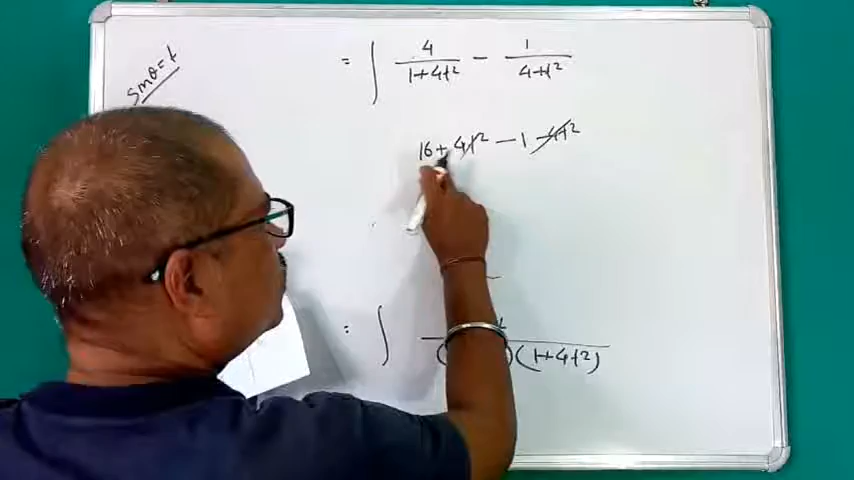 sinθ=t
= ∫ 4/(1+4t²) - 1/(4+t²)
16+4t² - 1 - 4t²
= ∫ (1+4t²)